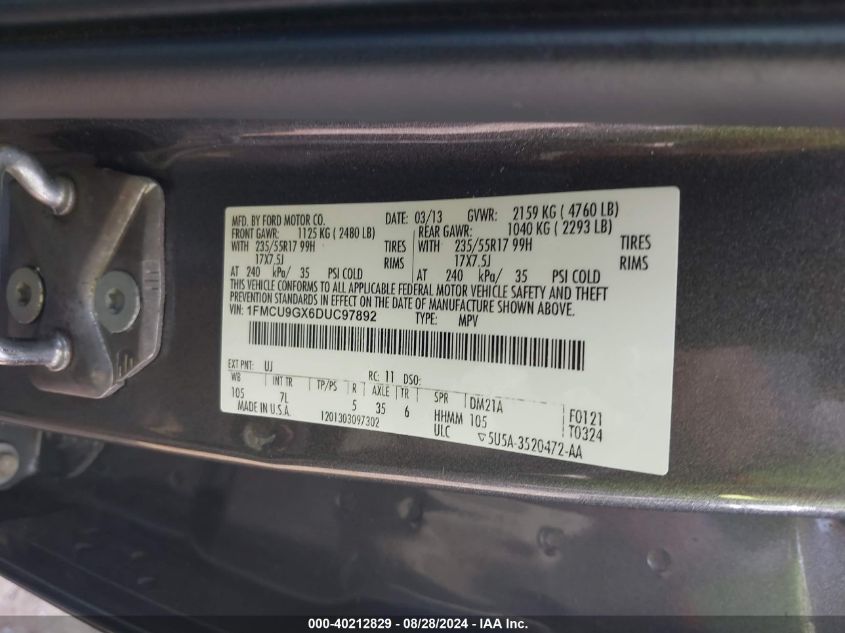 MFD. BY FORD MOTOR CO. DATE: 03/13 GVWR: 2159 KG ( 4760 LB)
FRONT GAWR: 1125 KG ( 2480 LB) REAR GAWR: 1040 KG ( 2293 LB)
WITH 235/55R17 99H TIRES WITH 235/55R17 99H TIRES
17X7.5J RIMS 17X7.5J RIMS
AT 240 kPa/ 35 PSI COLD AT 240 kPa/ 35 PSI COLD
THIS VEHICLE CONFORMS TO ALL APPLICABLE FEDERAL MOTOR VEHICLE SAFETY AND THEFT
PREVENTION STANDARDS IN EFFECT ON THE DATE OF MANUFACTURE SHOWN ABOVE.
VIN: 1FMCU9GX6DUC97892 TYPE: MPV
EXT PNT: UJ RC: 11 DSO:
WB INT TR TP/PS R AXLE TR SPR DM21A F0121
105 7L 5 35 6 HHMM 105 T0324
MADE IN U.S.A. 1201303097302 ULC 5U5A-3520472-AA
000-40212829 - 08/28/2024 - IAAI.com